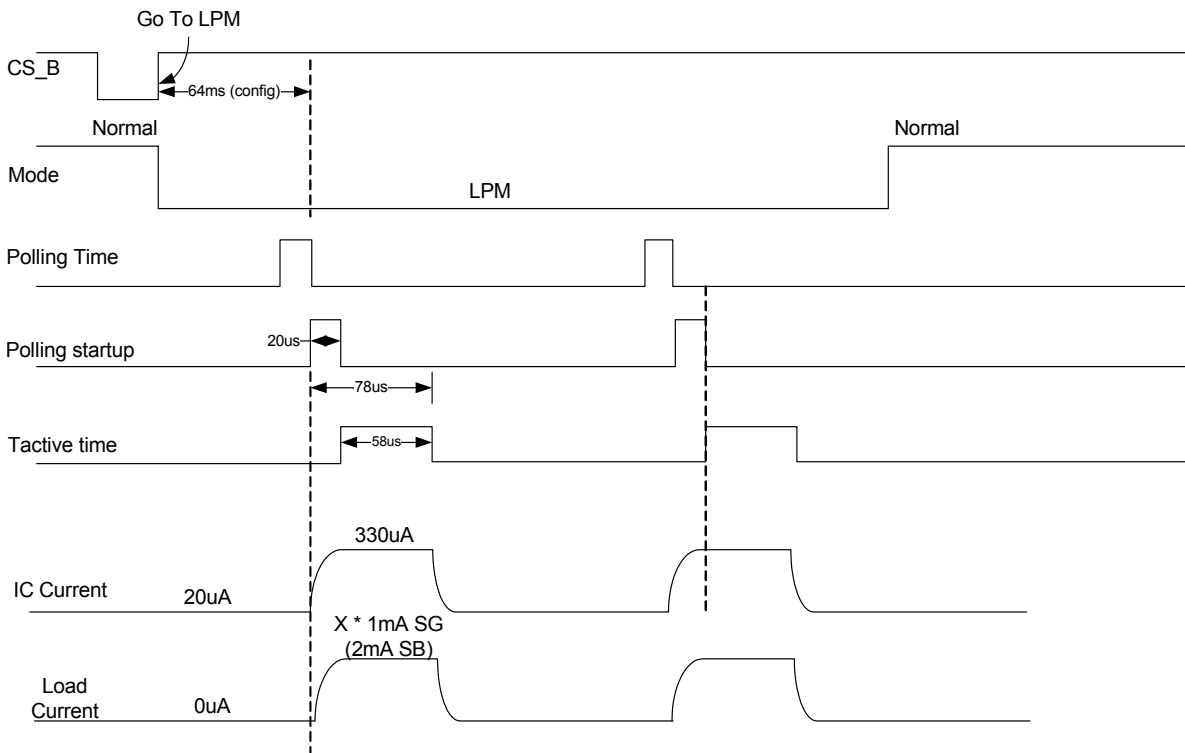 Go To LPM
CS_B
64ms (config)
Normal
Normal
Mode
LPM
Polling Time
20us
Polling startup
78us
Tactive time
58us
330uA
IC Current
20uA
X * 1mA SG
(2mA SB)
Load
Current
0uA